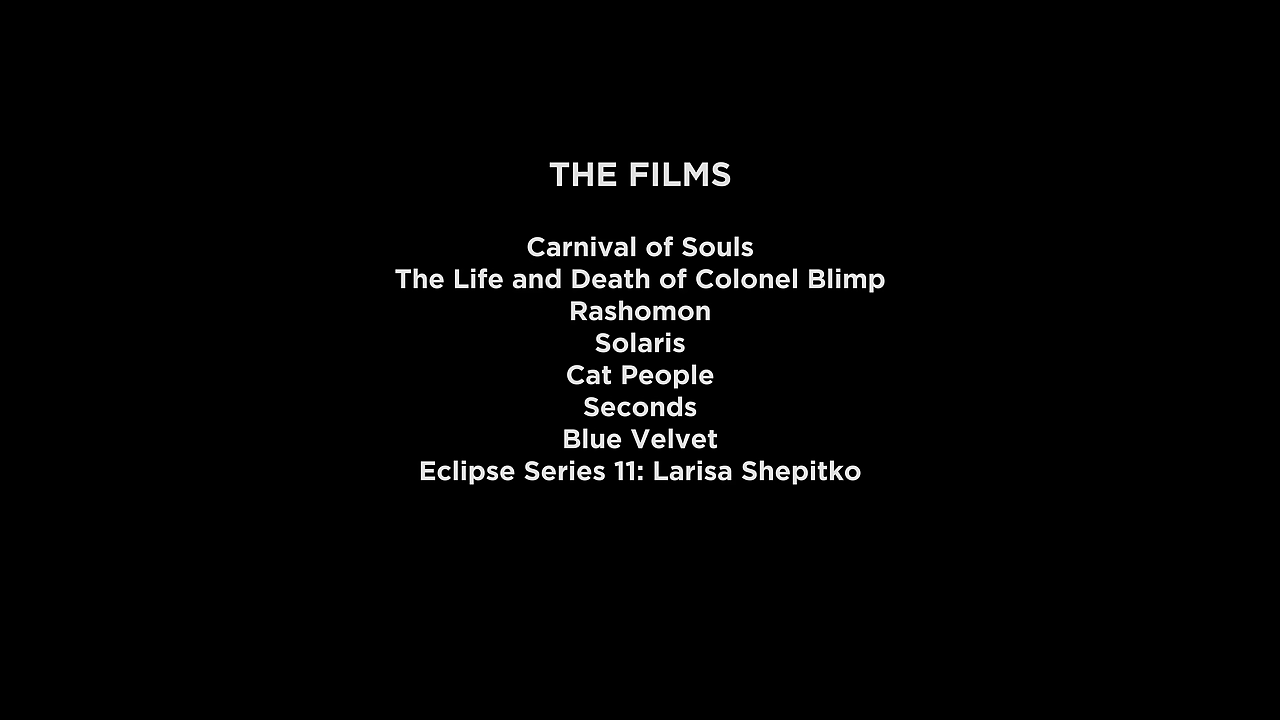 THE FILMS
Carnival of Souls
The Life and Death of Colonel Blimp
Rashomon
Solaris
Cat People
Seconds
Blue Velvet
Eclipse Series 11: Larisa Shepitko